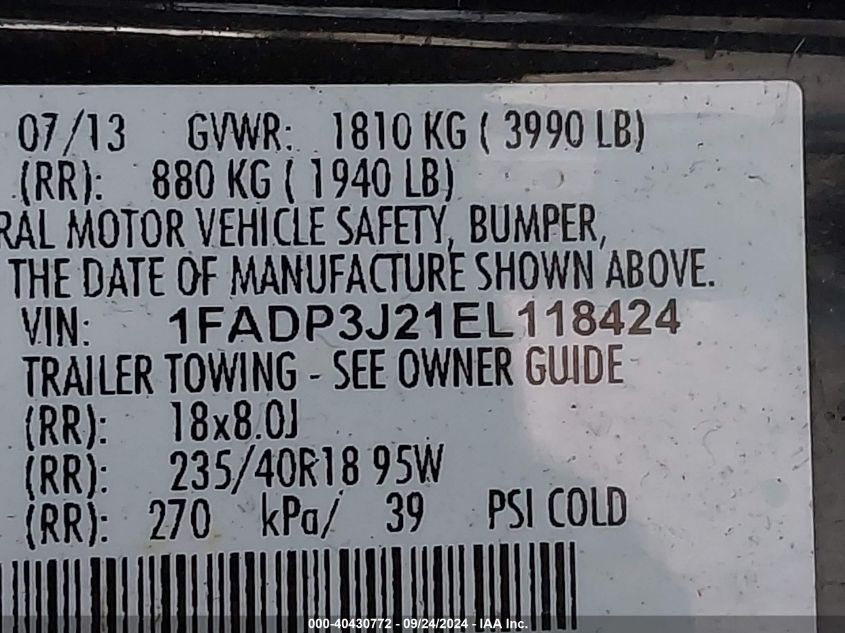 07/13 GVWR: 1810 KG ( 3990 LB)
(RR): 880 KG ( 1940 LB)
RAL MOTOR VEHICLE SAFETY, BUMPER,
THE DATE OF MANUFACTURE SHOWN ABOVE.
VIN: 1FADP3J21EL118424
TRAILER TOWING - SEE OWNER GUIDE
(RR): 18x8.0J
(RR): 235/40R18 95W
(RR): 270 kPa/ 39 PSI COLD
000-40430772 - 09/24/2024 - IAA Inc.